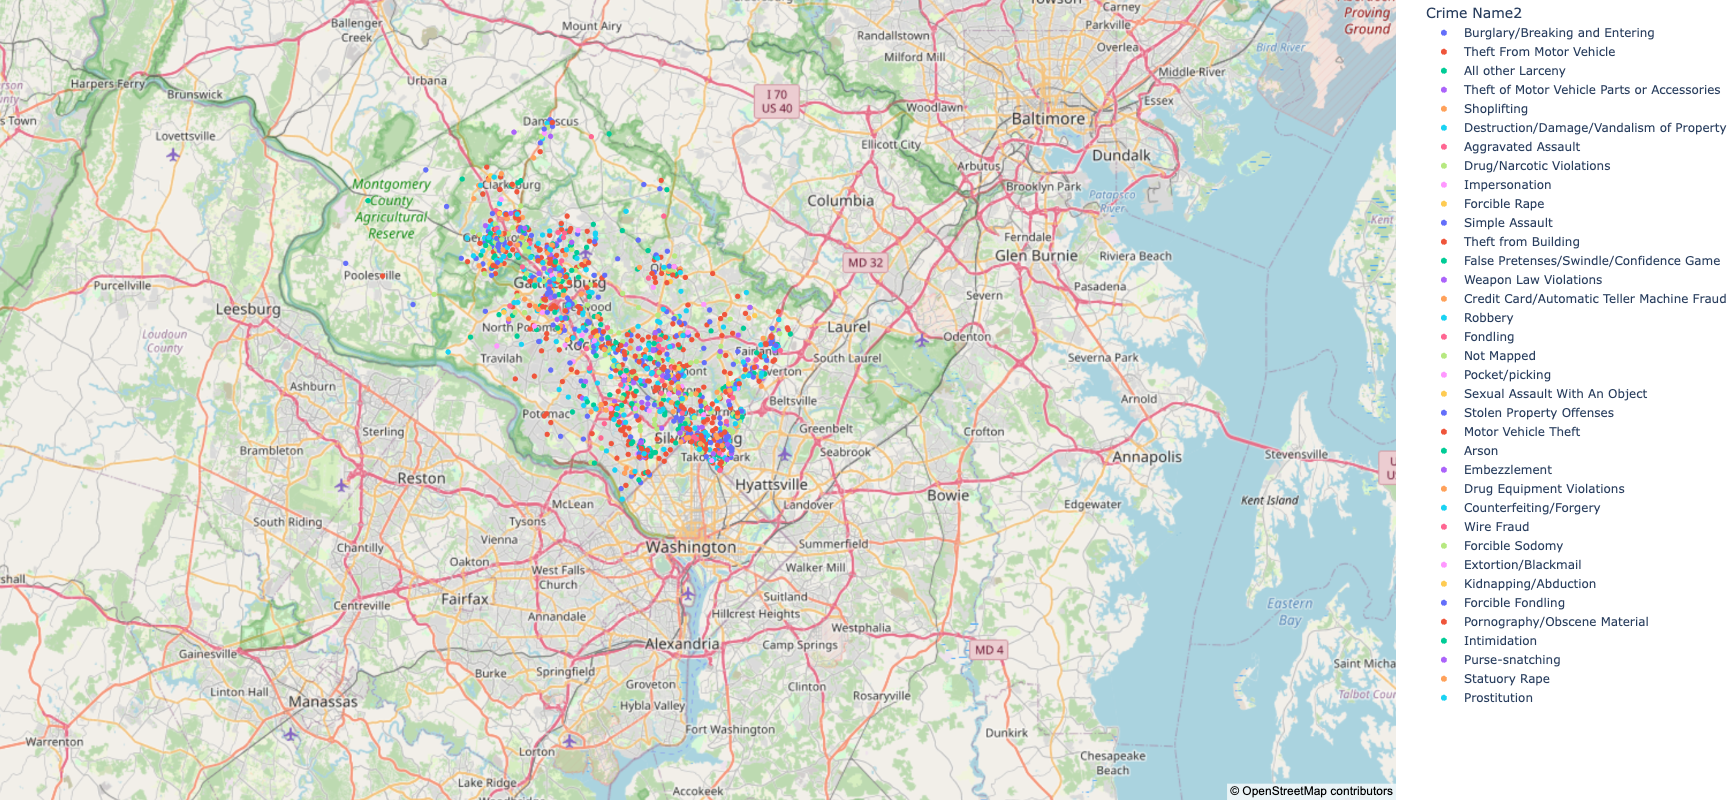 Ballenger
Creek
Mount Airy
Towson
Carney
Parkville
Proving
Ground
Randallstown
Overlea
Bird River
Milford Mill
Urbana
Middle River
Harpers Ferry
Brunswick
I 70
US 40
Woodlawn
Essex
s Town
Baltimore
Damascus
Lovettsville
Ellicott City
Dundalk
Arbutus
Montgomery
County
Agricultural
Reserve
Brooklyn Park
Patapsco
River
Columbia
Kent
Ferndale
MD 32
Glen Burnie
Riviera Beach
Poolesville
Purcellville
Pasadena
Severn
Leesburg
Laurel
North Potomac
Odenton
Loudoun
County
Travilah
Fairland
South Laurel
Severna Park
Ashburn
Beltsville
Arnold
Potomac
Sterling
Greenbelt
Crofton
Silver Spring
Brambleton
Seabrook
Takoma Park
Annapolis
Stevensville
Reston
Hyattsville
Bowie
McLean
Landover
Edgewater
Kent Island
South Riding
Tysons
Vienna
Washington
Summerfield
Chantilly
Oakton
West Falls
Church
Walker Mill
shall
Fairfax
Suitland
Centreville
Annandale
Hillcrest Heights
Eastern
Bay
Westphalia
Alexandria
Camp Springs
MD 4
Gainesville
Burke
Springfield
Saint Micha
Linton Hall
Groveton
Clinton
Rosaryville
Manassas
Hybla Valley
Talbot Cour
Fort Washington
Dunkirk
Warrenton
Lorton
Chesapeake
Beach
Lake Ridge
Accokeek
© OpenStreetMap contributors
Crime Name2
Burglary/Breaking and Entering
Theft From Motor Vehicle
All other Larceny
Theft of Motor Vehicle Parts or Accessories
Shoplifting
Destruction/Damage/Vandalism of Property
Aggravated Assault
Drug/Narcotic Violations
Impersonation
Forcible Rape
Simple Assault
Theft from Building
False Pretenses/Swindle/Confidence Game
Weapon Law Violations
Credit Card/Automatic Teller Machine Fraud
Robbery
Fondling
Not Mapped
Pocket/picking
Sexual Assault With An Object
Stolen Property Offenses
Motor Vehicle Theft
Arson
Embezzlement
Drug Equipment Violations
Counterfeiting/Forgery
Wire Fraud
Forcible Sodomy
Extortion/Blackmail
Kidnapping/Abduction
Forcible Fondling
Pornography/Obscene Material
Intimidation
Purse-snatching
Statuory Rape
Prostitution